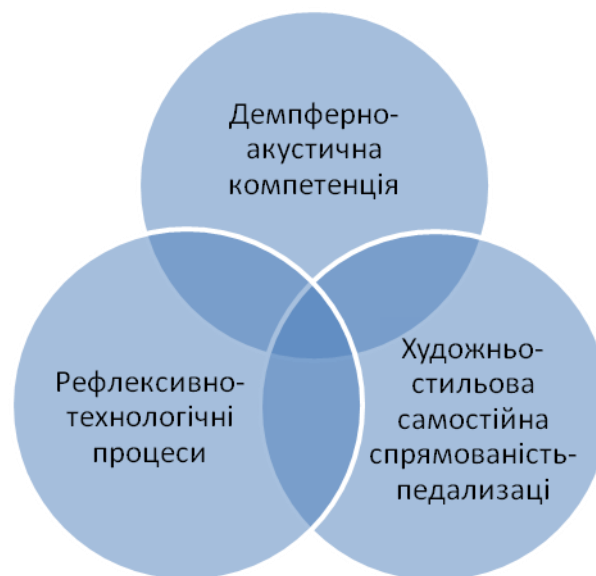 Демпферно-
акустична
компетенція
Рефлексивно-
технологічні
процеси
Художньо-
стильова
самостійна
спрямованість-
педализаці